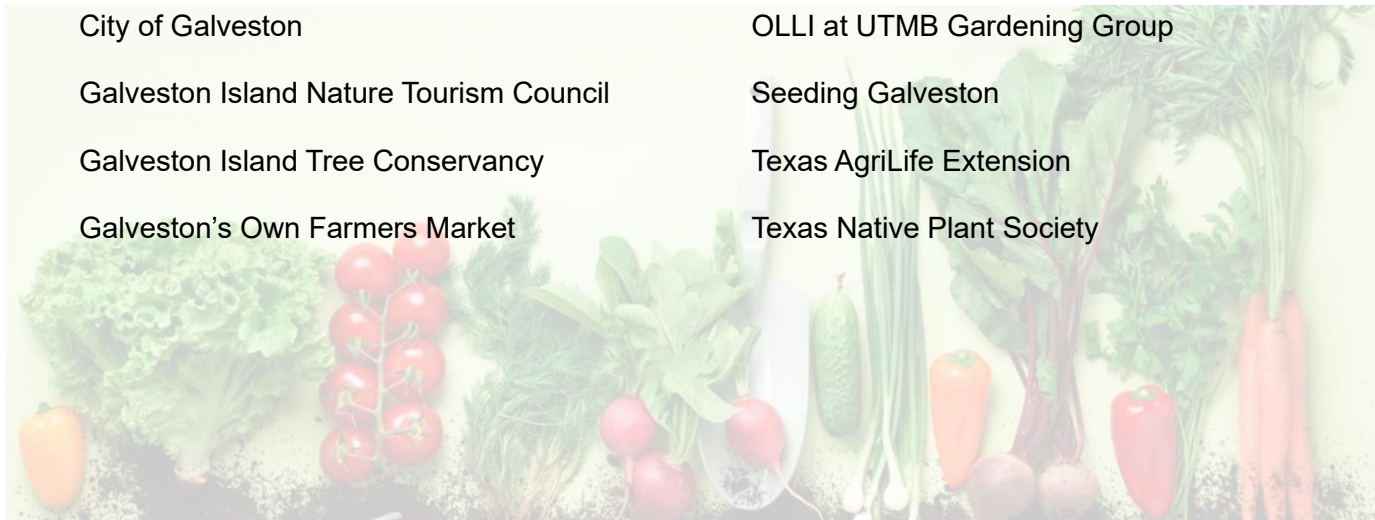 City of Galveston
Galveston Island Nature Tourism Council
Galveston Island Tree Conservancy
Galveston’s Own Farmers Market
OLLI at UTMB Gardening Group
Seeding Galveston
Texas AgriLife Extension
Texas Native Plant Society